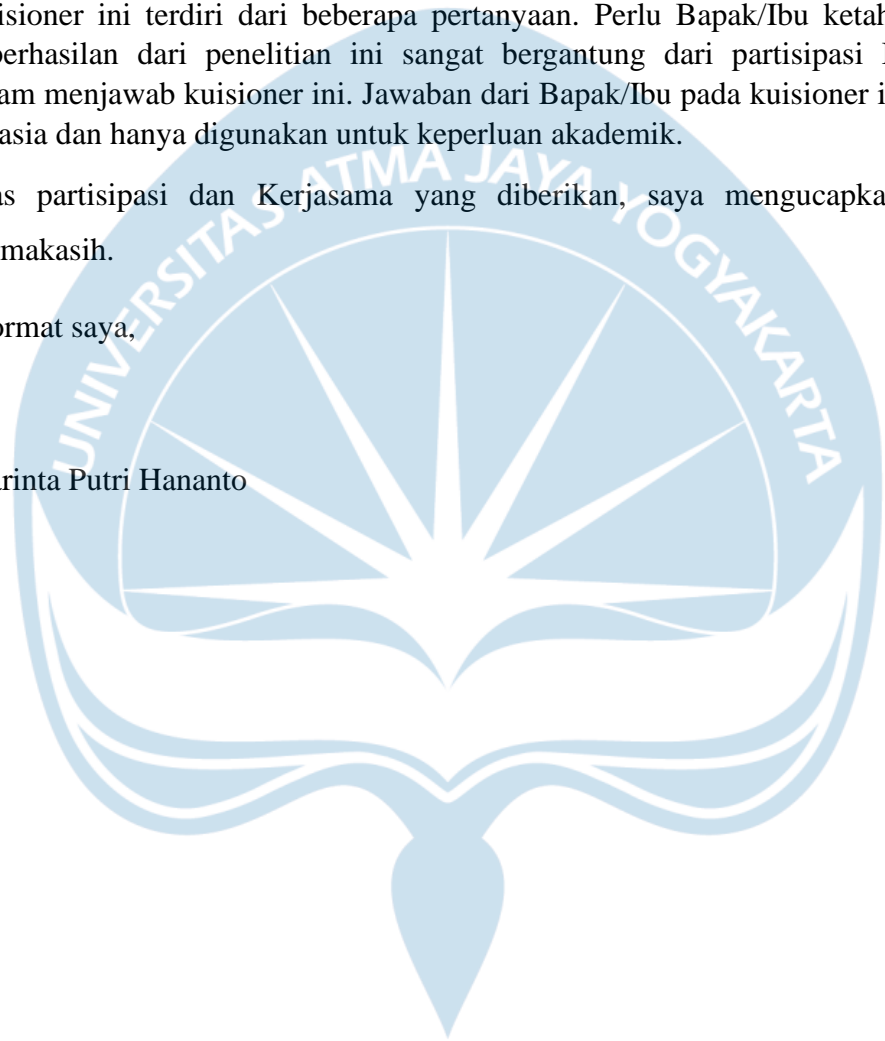 isioner ini terdiri dari beberapa pertanyaan. Perlu Bapak/Ibu
perhasilan dari penelitian ini sangat bergantung dari partisipasi
am menjawab kuisioner ini. Jawaban dari Bapak/Ibu pada kuisioner
asia dan hanya digunakan untuk keperluan akademik.
as partisipasi dan Kerjasama yang diberikan, saya mengucapka
makasih.
ormat saya,
rinta Putri Hananto
UNIVERSITAS ATMA JAYA YOGYAKARTA